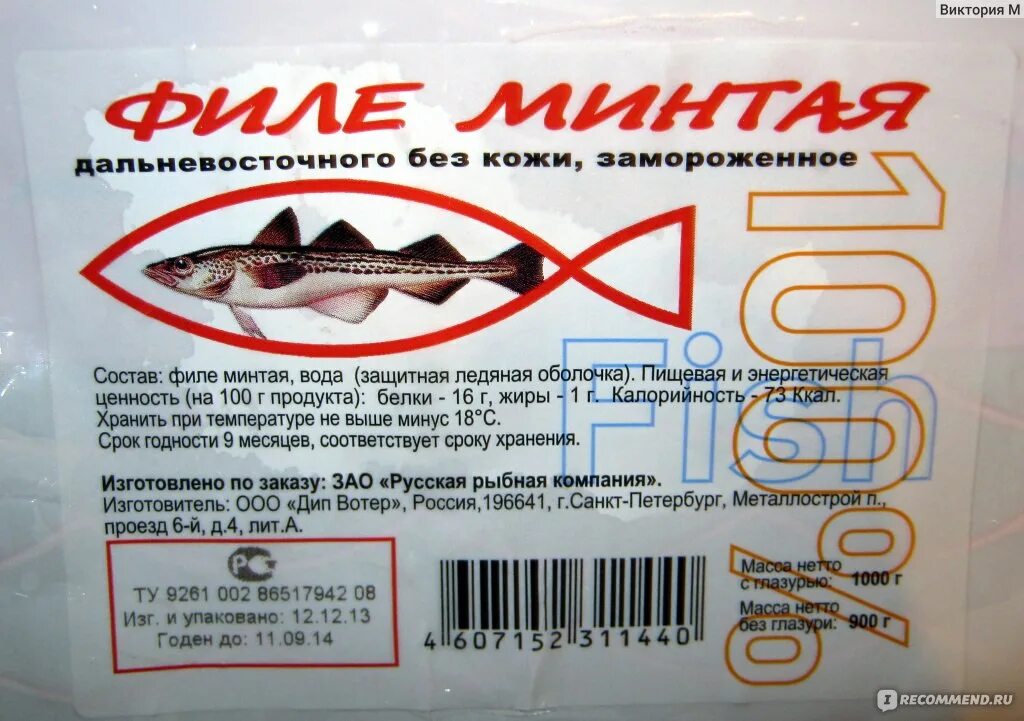 Виктория М
ФИЛЕ МИНТАЯ
дальневосточного без кожи, замороженное
100%
Fish
Состав: филе минтая, вода (защитная ледяная оболочка). Пищевая и энергетическая
ценность (на 100 г продукта): белки - 16 г, жиры - 1 г. Калорийность - 73 Ккал.
Хранить при температуре не выше минус 18°С.
Срок годности 9 месяцев, соответствует сроку хранения.
Изготовлено по заказу: ЗАО «Русская рыбная компания».
Изготовитель: ООО «Дип Вотер», Россия,196641, г.Санкт-Петербург, Металлострой п.,
проезд 6-й, д.4, лит.А.
РС
ТУ 9261 002 86517942 08
Изг. и упаковано: 12.12.13
Годен до: 11.09.14
4 607152 311440
Масса нетто
с глазурью: 1000 г
Масса нетто
без глазури: 900 г
IRECOMMEND.RU